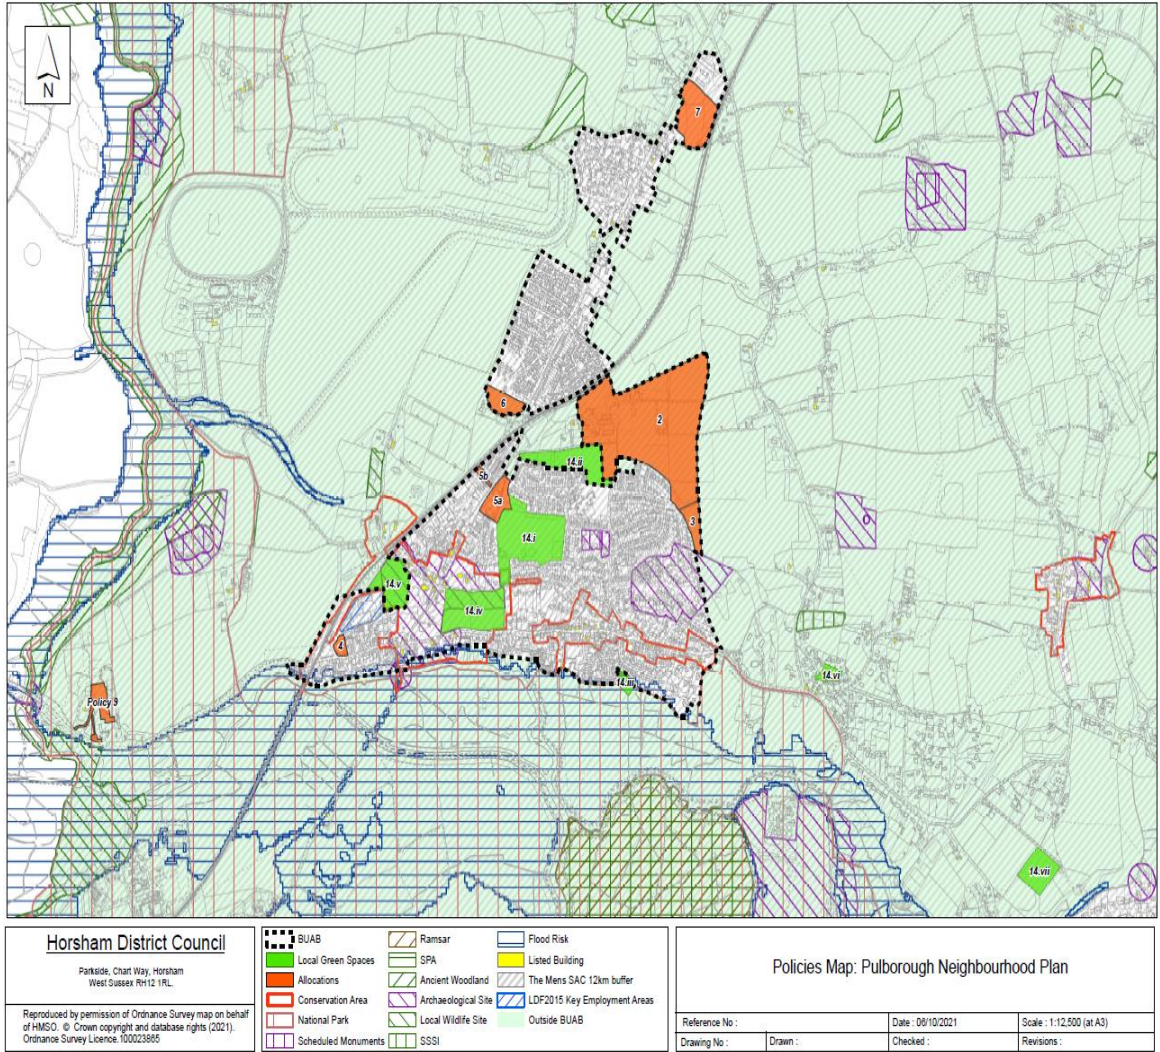 N
7
2
6
14.ii
5b
5a
3
14.i
14.v
14.iv
4
14.iii
14.vi
Policy 9
14.vii
Horsham District Council
Parkside, Chart Way, Horsham
West Sussex RH12 1RL.
Reproduced by permission of Ordnance Survey map on behalf
of HMSO. © Crown copyright and database rights (2021).
Ordnance Survey Licence.100023865
BUAB
Local Green Spaces
Allocations
Conservation Area
National Park
Scheduled Monuments
Ramsar
SPA
Ancient Woodland
Archaeological Site
Local Wildlife Site
SSSI
Flood Risk
Listed Building
The Mens SAC 12km buffer
LDF2015 Key Employment Areas
Outside BUAB
Policies Map: Pulborough Neighbourhood Plan
Reference No :
Date : 06/10/2021
Scale : 1:12,500 (at A3)
Drawing No :
Drawn :
Checked :
Revisions :